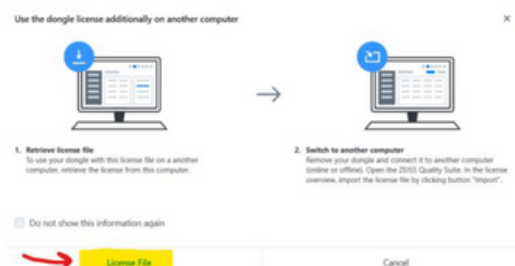 Use the dongle license additionally on another computer
1. Retrieve license file
To use your dongle with this license file on a another
computer, retrieve the license from this computer.
2. Switch to another computer
Remove your dongle and connect it to another computer
(online or offline). Open the ZEISS Quality Suite. In the license
overview, import the license file by clicking button "Import".
Do not show this information again
License File
Cancel